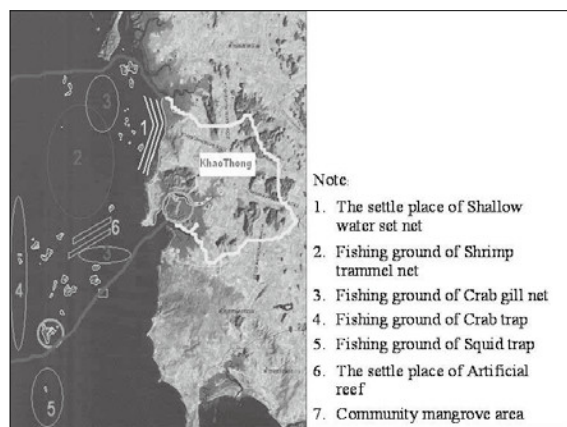 3
1
2
KhaoThong
6
3
4
5
Note:
1. The settle place of Shallow
water set net
2. Fishing ground of Shrimp
trammel net
3. Fishing ground of Crab gill net
4. Fishing ground of Crab trap
5. Fishing ground of Squid trap
6. The settle place of Artificial
reef
7. Community mangrove area